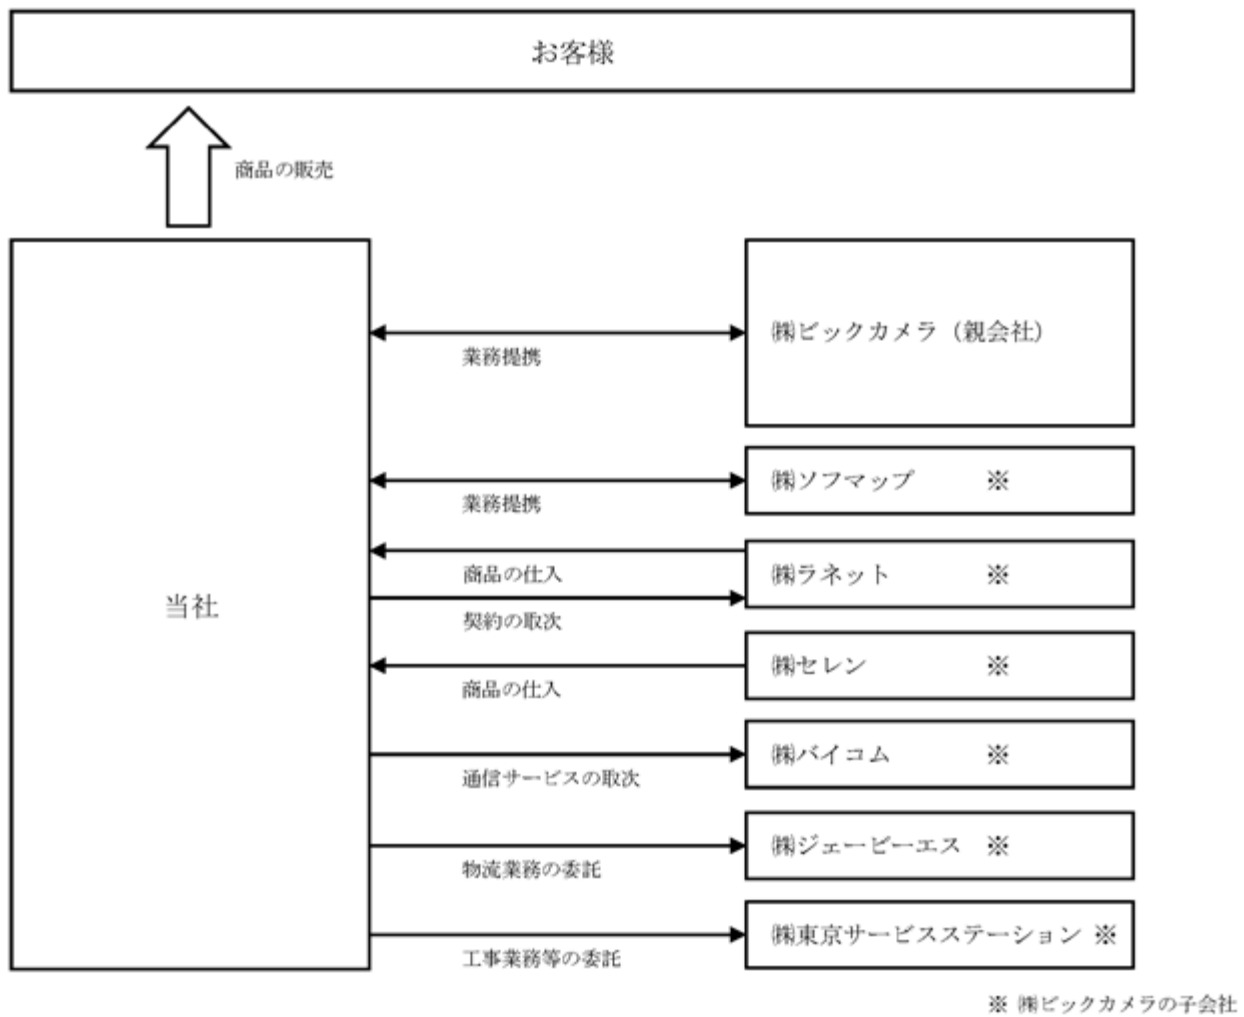 お客様
商品の販売
当社
業務提携
㈱ビックカメラ（親会社）
業務提携
㈱ソフマップ ※
商品の仕入
契約の取次
㈱ラネット ※
商品の仕入
㈱セレン ※
通信サービスの取次
㈱バイコム ※
物流業務の委託
㈱ジェービーエス ※
工事業務等の委託
㈱東京サービスステーション ※
※ ㈱ビックカメラの子会社